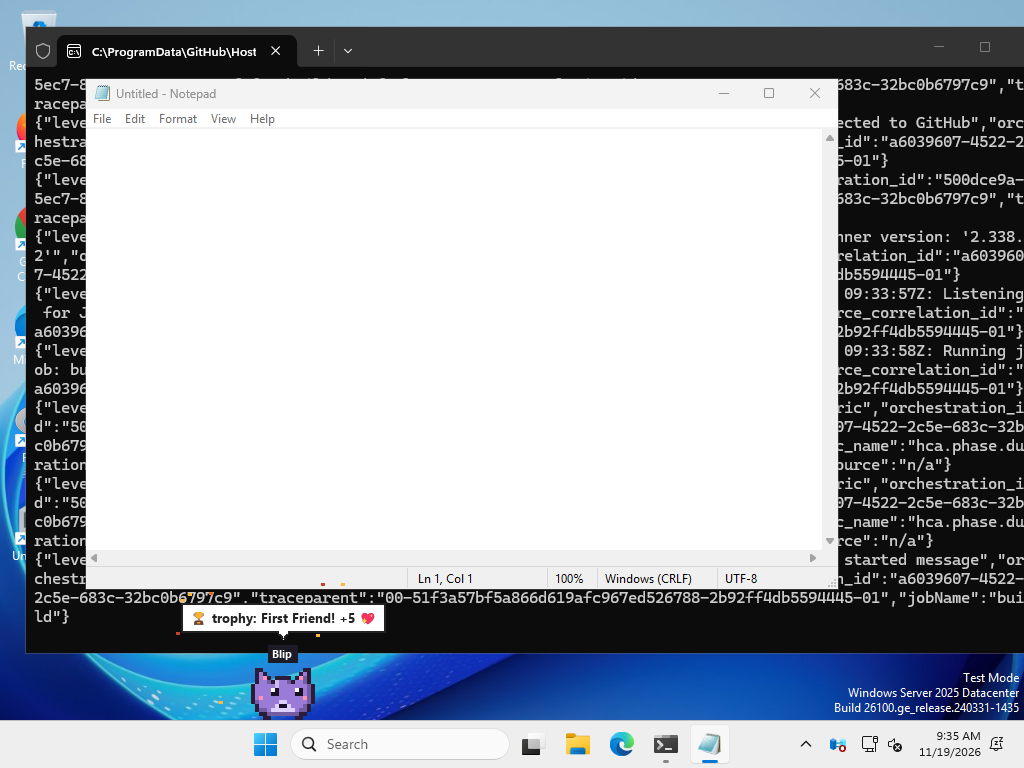 C:\ProgramData\GitHub\Host
Untitled - Notepad
File Edit Format View Help
racepa
{"leve ected to GitHub","orc
hestra _id":"a6039607-4522-2
c5e-68 5-01"}
{"leve ration_id":"500dce9a-
5ec7-8 683c-32bc0b6797c9","t
racepa
{"leve nner version: '2.338.
2'","o relation_id":"a603960
7-4522 db5594445-01"}
{"leve 09:33:57Z: Listening
for J rce_correlation_id":"
a60396 2b92ff4db5594445-01"}
{"leve 09:33:58Z: Running j
ob: bu rce_correlation_id":"
a60396 2b92ff4db5594445-01"}
{"leve ric","orchestration_i
d":"50 07-4522-2c5e-683c-32b
c0b679 c_name":"hca.phase.du
ration ource":"n/a"}
{"leve ric","orchestration_i
d":"50 07-4522-2c5e-683c-32b
c0b679 c_name":"hca.phase.du
ration rce":"n/a"}
{"leve started message","or
chestr n_id":"a6039607-4522-
Ln 1, Col 1 100% Windows (CRLF) UTF-8
2c5e-683c-32bc0b6797c9","traceparent":"00-51f3a57bf5a866d619afc967ed526788-2b92ff4db5594445-01","jobName":"bui
ld"}
trophy: First Friend! +5
Blip
Test Mode
Windows Server 2025 Datacenter
Build 26100.ge_release.240331-1435
Search
9:35 AM
11/19/2026